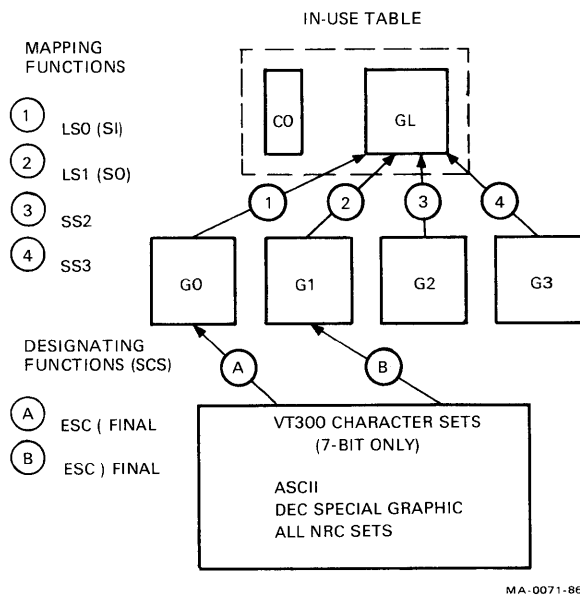 IN-USE TABLE
MAPPING
FUNCTIONS
1 LS0 (SI)
2 LS1 (SO)
3 SS2
4 SS3
C0
GL
1
2
3
4
G0
G1
G2
G3
DESIGNATING
FUNCTIONS (SCS)
A ESC ( FINAL
B ESC ) FINAL
A
B
VT300 CHARACTER SETS
(7-BIT ONLY)
ASCII
DEC SPECIAL GRAPHIC
ALL NRC SETS
MA-0071-86